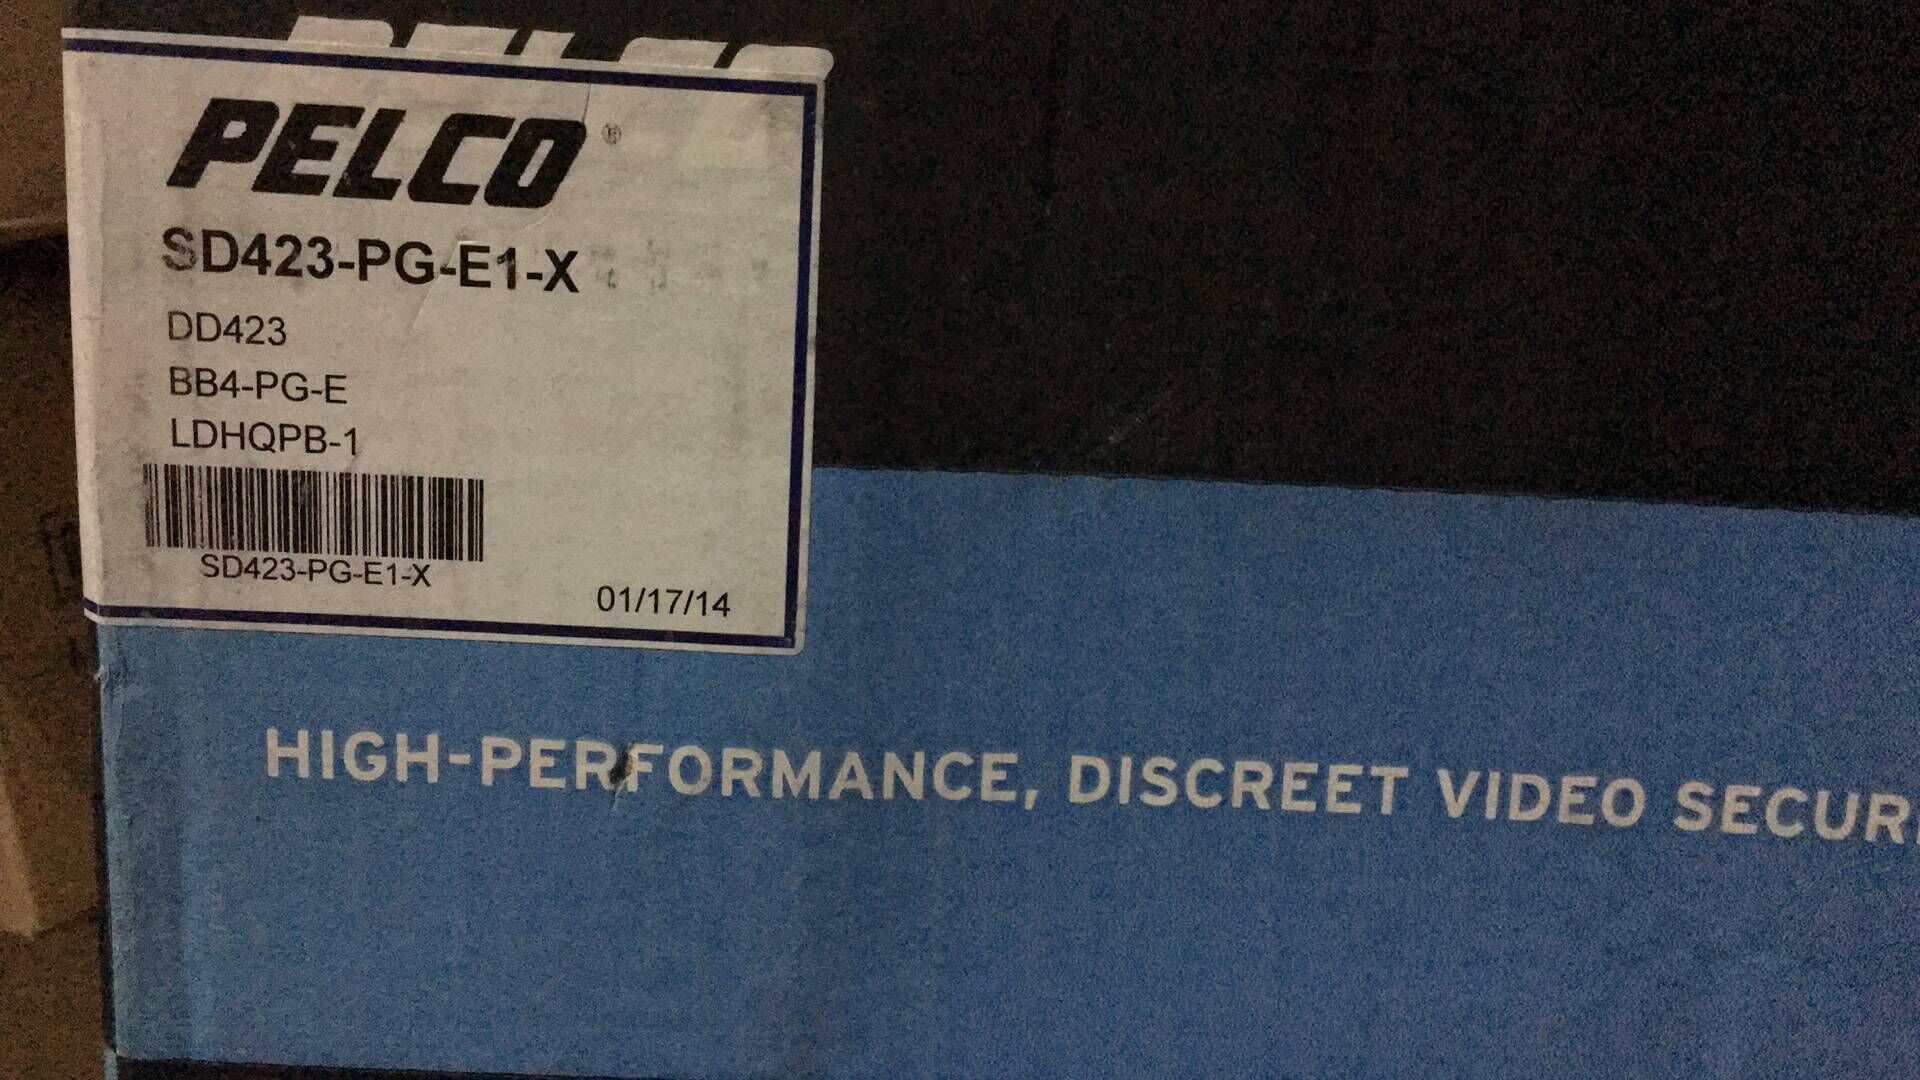 PELCO®
SD423-PG-E1-X
DD423
BB4-PG-E
LDHQPB-1
SD423-PG-E1-X
01/17/14
HIGH-PERFORMANCE, DISCREET VIDEO SECUR